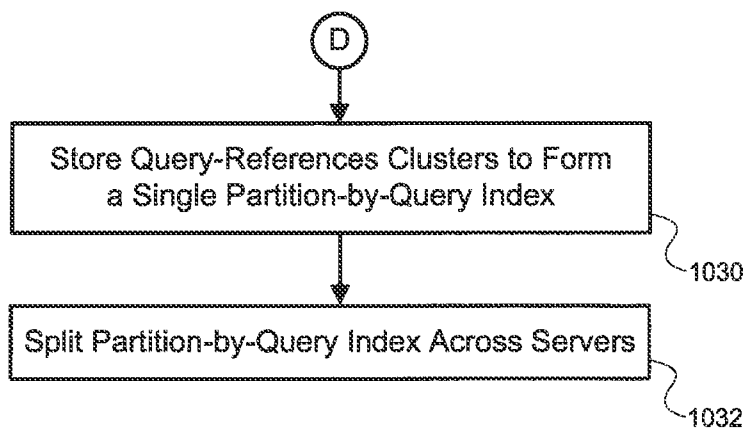 D
Store Query-References Clusters to Form
a Single Partition-by-Query Index
1030
Split Partition-by-Query Index Across Servers
1032